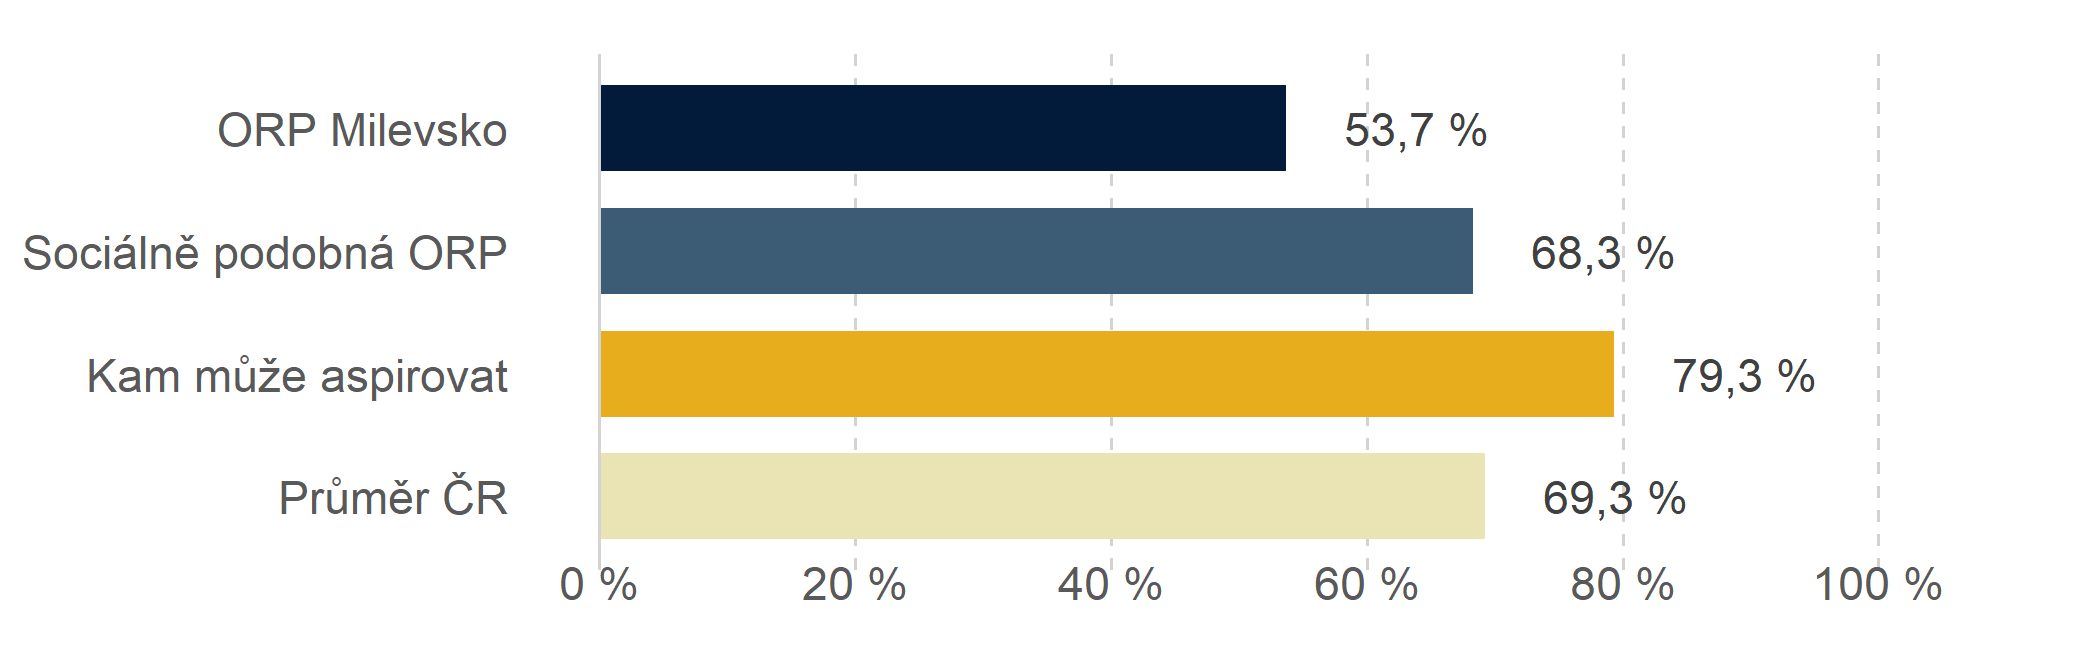 ORP Milevsko
53,7 %
Sociálně podobná ORP
68,3 %
Kam může aspirovat
79,3 %
Průměr ČR
69,3 %
0 % 20 % 40 % 60 % 80 % 100 %